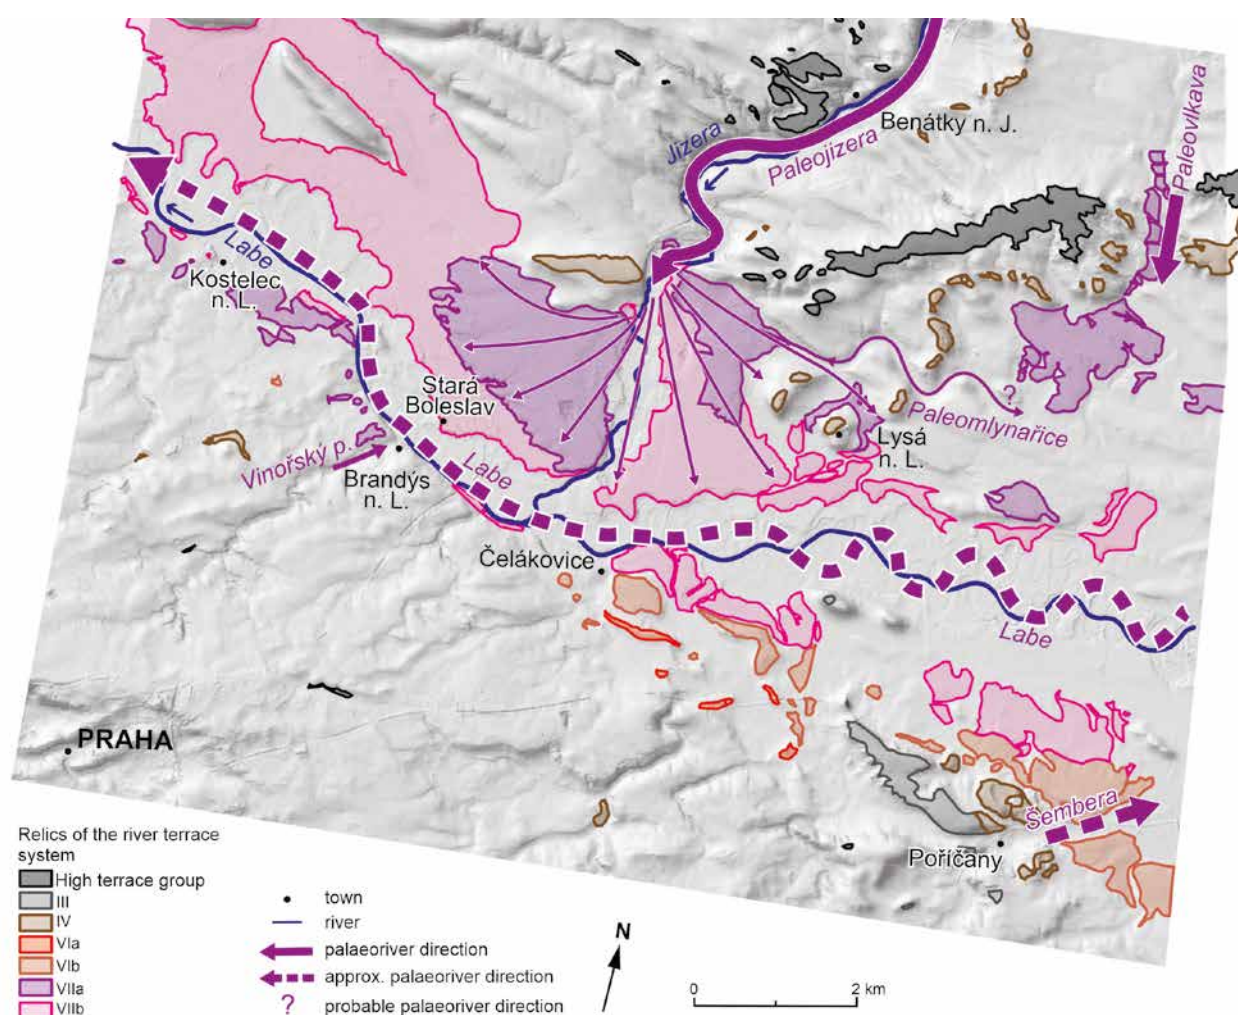 Benátky n. J.
Jizera
Paleojizera
Paleovlkava
Labe
Kostelec
n. L.
Stará
Boleslav
Vinořský p.
Brandýs
n. L.
Labe
?
Paleomlynařice
Lysá
n. L.
Čelákovice
Labe
PRAHA
Šembera
Poříčany
Relics of the river terrace
system
High terrace group
III
IV
VIa
VIb
VIIa
VIIb
town
river
palaeoriver direction
approx. palaeoriver direction
? probable palaeoriver direction
N
0 2 km